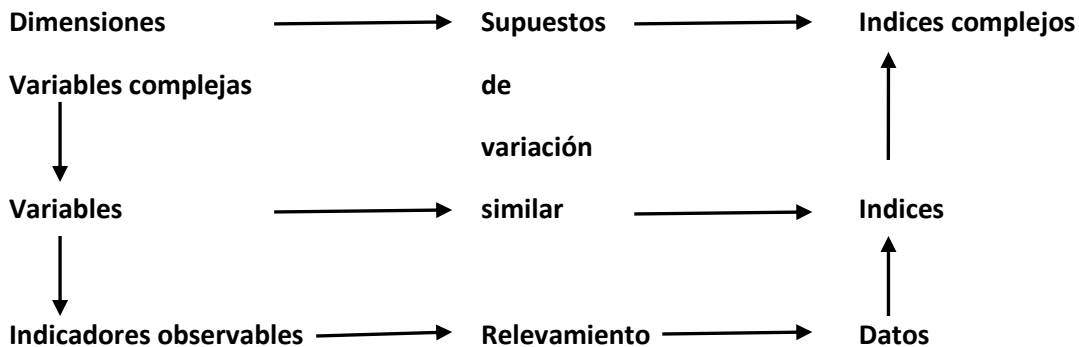 Dimensiones Supuestos Indices complejos
Variables complejas de
variación
Variables similar Indices
Indicadores observables Relevamiento Datos